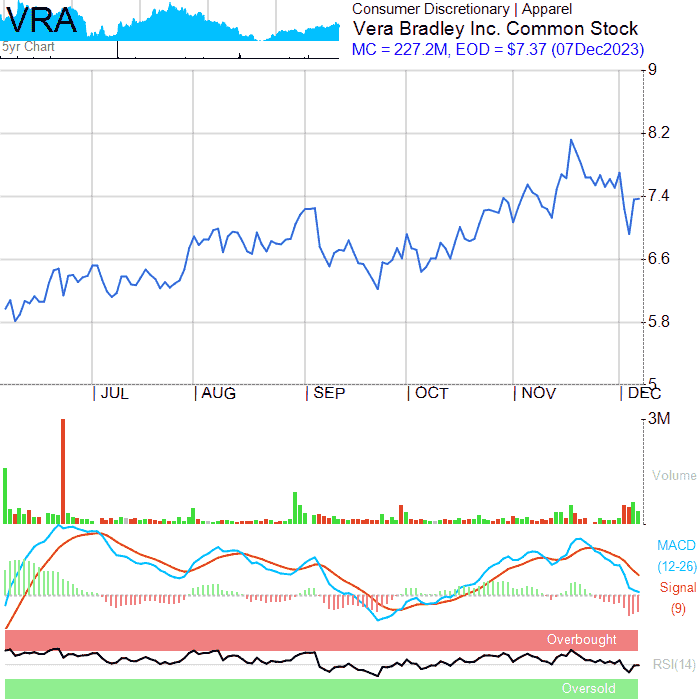 VRA
5yr Chart
Consumer Discretionary | Apparel
Vera Bradley Inc. Common Stock
MC = 227.2M, EOD = $7.37 (07Dec2023)
9
8.2
7.4
6.6
5.8
5
JUL AUG SEP OCT NOV DEC
3M
Volume
MACD
(12-26)
Signal
(9)
Overbought
RSI(14)
Oversold